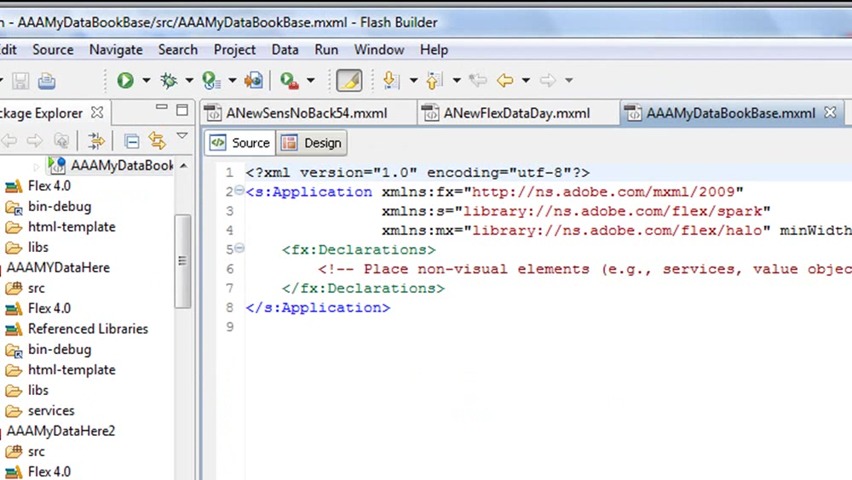 - AAAMyDataBookBase/src/AAAMyDataBookBase.mxml - Flash Builder
Edit Source Navigate Search Project Data Run Window Help
ckage Explorer
ANewSensNoBack54.mxml ANewFlexDataDay.mxml AAAMyDataBookBase.mxml
Source Design
AAAMyDataBook
Flex 4.0
bin-debug
html-template
libs
AAAMYDataHere
src
Flex 4.0
Referenced Libraries
bin-debug
html-template
libs
services
AAAMyDataHere2
src
Flex 4.0
1 <?xml version="1.0" encoding="utf-8"?>
2 <s:Application xmlns:fx="http://ns.adobe.com/mxml/2009"
3 xmlns:s="library://ns.adobe.com/flex/spark"
4 xmlns:mx="library://ns.adobe.com/flex/halo" minWidth
5 <fx:Declarations>
6 <!-- Place non-visual elements (e.g., services, value objec
7 </fx:Declarations>
8 </s:Application>
9